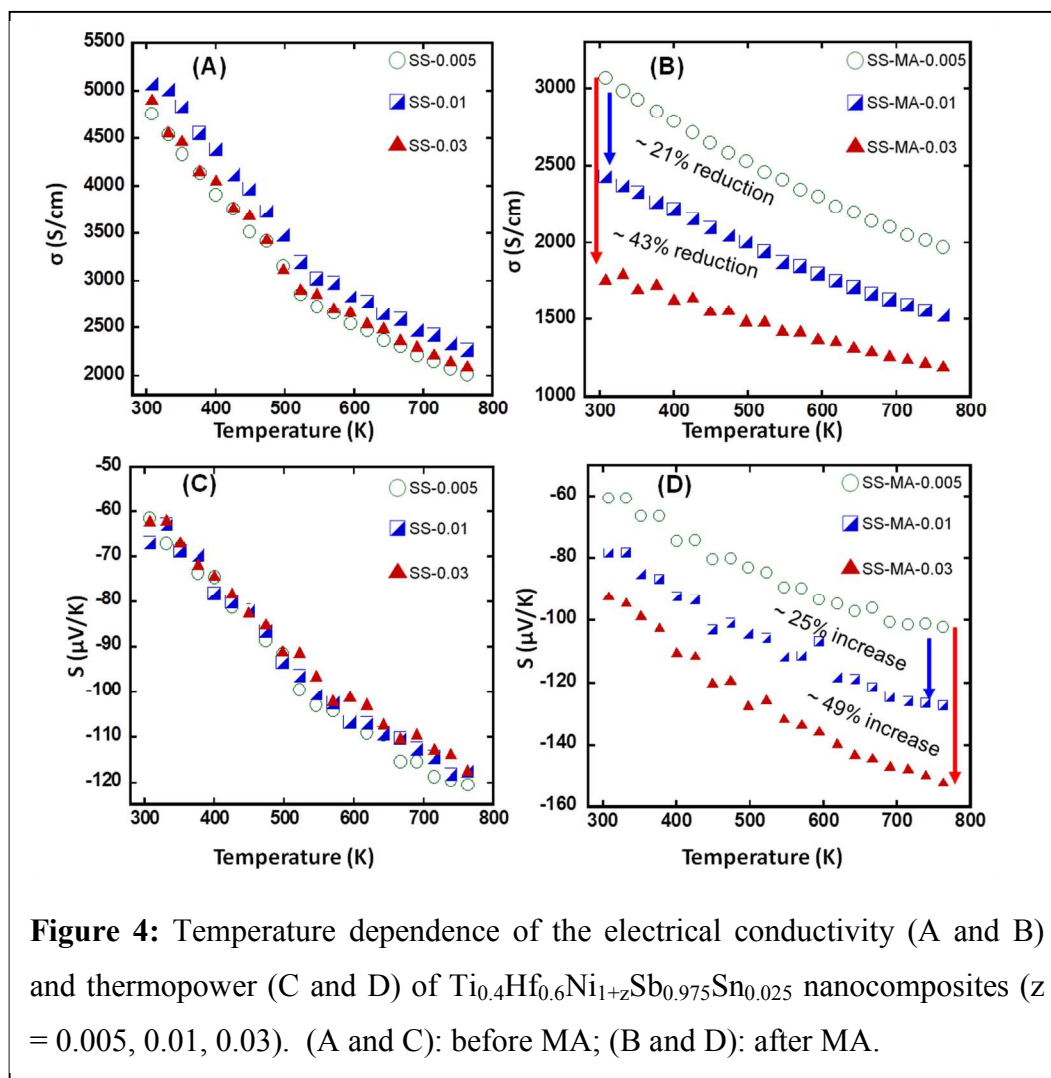 (A)
SS-0.005
SS-0.01
SS-0.03
5500
5000
4500
4000
3500
3000
2500
2000
σ (S/cm)
300 400 500 600 700 800
Temperature (K)
(B)
SS-MA-0.005
SS-MA-0.01
SS-MA-0.03
~ 21% reduction
~ 43% reduction
3000
2500
2000
1500
1000
σ (S/cm)
300 400 500 600 700 800
Temperature (K)
(C)
SS-0.005
SS-0.01
SS-0.03
-50
-60
-70
-80
-90
-100
-110
-120
S (µV/K)
300 400 500 600 700 800
Temperature (K)
(D)
SS-MA-0.005
SS-MA-0.01
SS-MA-0.03
~ 25% increase
~ 49% increase
-60
-80
-100
-120
-140
-160
S (µV/K)
300 400 500 600 700 800
Temperature (K)
Figure 4: Temperature dependence of the electrical conductivity (A and B)
and thermopower (C and D) of Ti0.4Hf0.6Ni1+zSb0.975Sn0.025 nanocomposites (z
= 0.005, 0.01, 0.03). (A and C): before MA; (B and D): after MA.